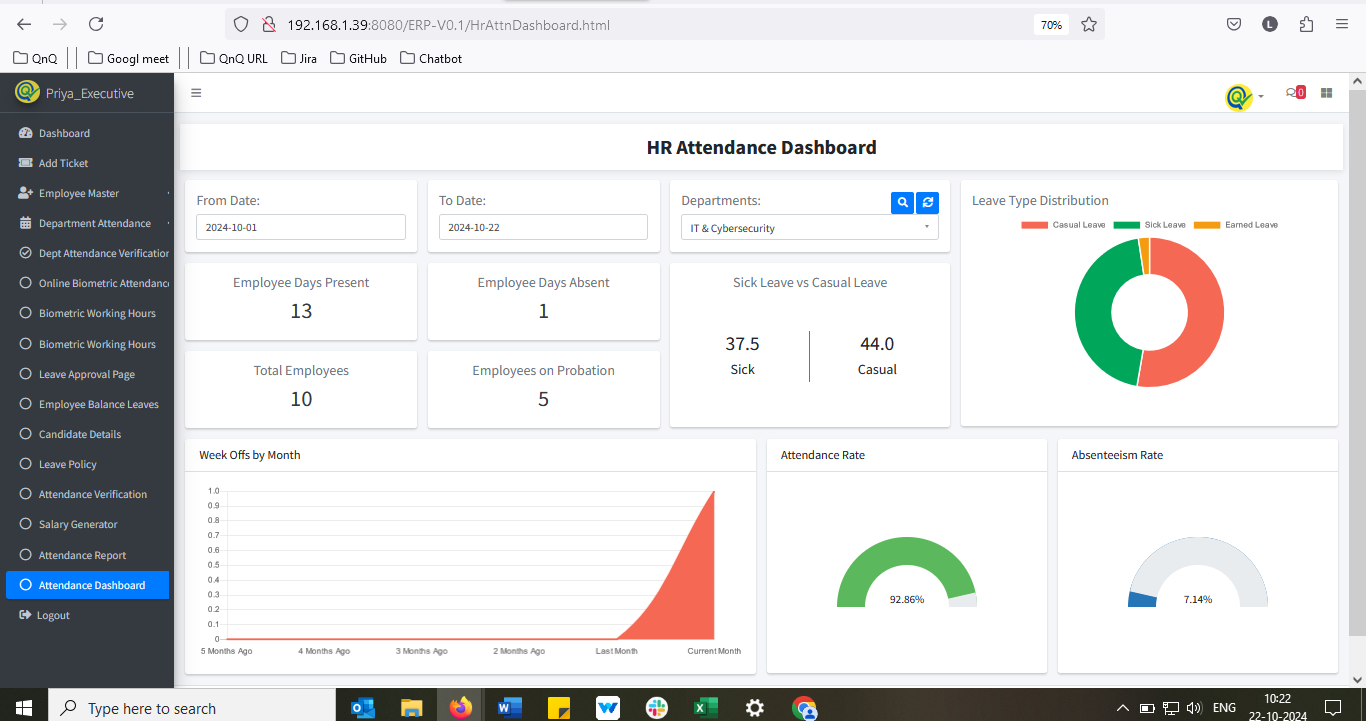 192.168.1.39:8080/ERP-V0.1/HrAttnDashboard.html
70%
L
QnQ
Googl meet
QnQ URL
Jira
GitHub
Chatbot
Priya_Executive
0
Dashboard
Add Ticket
Employee Master
Department Attendance
Dept Attendance Verification
Online Biometric Attendance
Biometric Working Hours
Biometric Working Hours
Leave Approval Page
Employee Balance Leaves
Candidate Details
Leave Policy
Attendance Verification
Salary Generator
Attendance Report
Attendance Dashboard
Logout
HR Attendance Dashboard
From Date:
2024-10-01
To Date:
2024-10-22
Departments:
IT & Cybersecurity
Leave Type Distribution
Casual Leave
Sick Leave
Earned Leave
Employee Days Present
13
Employee Days Absent
1
Sick Leave vs Casual Leave
37.5
Sick
44.0
Casual
Total Employees
10
Employees on Probation
5
Week Offs by Month
1.0
0.9
0.8
0.7
0.6
0.5
0.4
0.3
0.2
0.1
0
5 Months Ago
4 Months Ago
3 Months Ago
2 Months Ago
Last Month
Current Month
Attendance Rate
92.86%
Absenteeism Rate
7.14%
Type here to search
ENG
10:22
22-10-2024